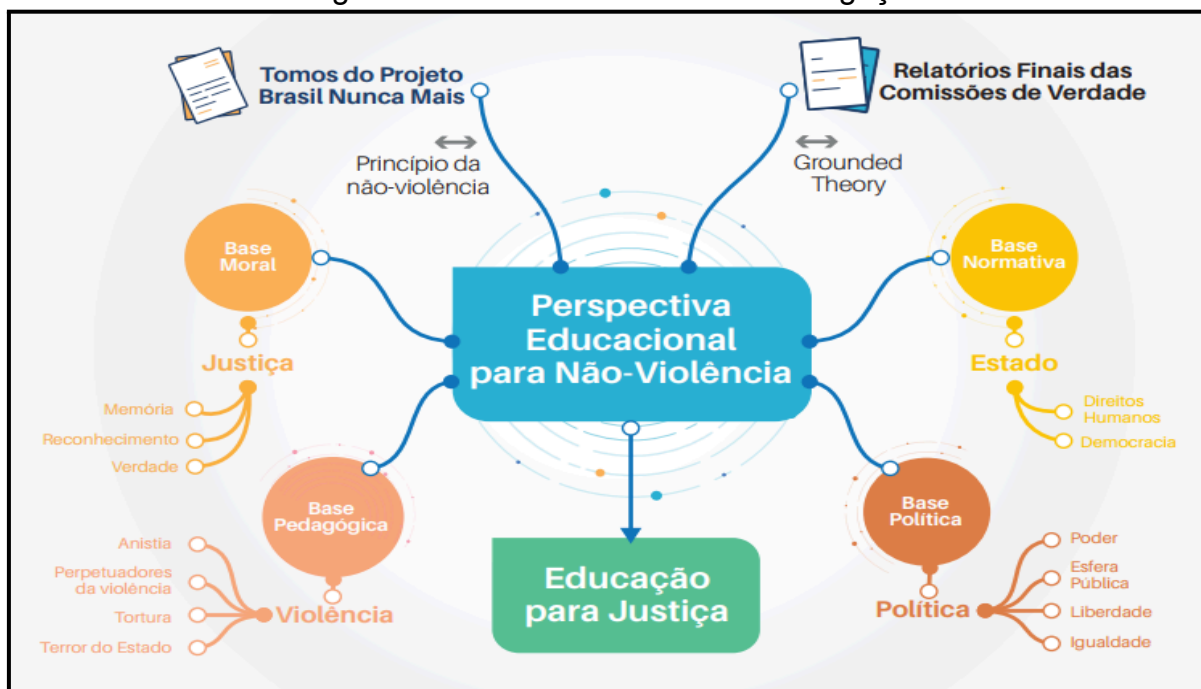 Tomos do Projeto
Brasil Nunca Mais
Relatórios Finais das
Comissões de Verdade
Princípio da
não-violência
Grounded
Theory
Base
Moral
Base
Normativa
Perspectiva
Educacional
para Não-Violência
Justiça
Memória
Reconhecimento
Verdade
Estado
Direitos
Humanos
Democracia
Base
Pedagógica
Anistia
Perpetuadores
da violência
Tortura
Terror do Estado
Violência
Educação
para Justiça
Base
Política
Política
Poder
Esfera
Pública
Liberdade
Igualdade